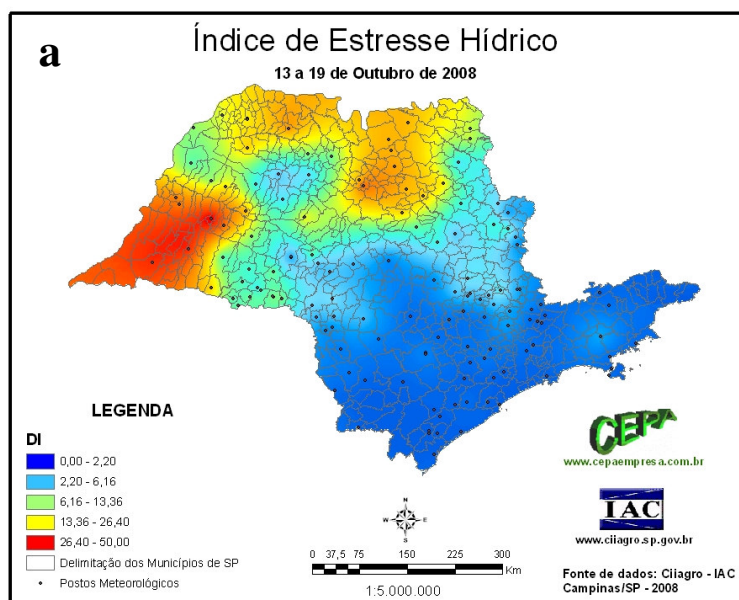 a
Índice de Estresse Hídrico
13 a 19 de Outubro de 2008
LEGENDA
DI
0,00 - 2,20
2,20 - 6,16
6,16 - 13,36
13,36 - 26,40
26,40 - 50,00
Delimitação dos Municípios de SP
Postos Meteorológicos
N
W E
S
0 37,5 75 150 225 300
Km
1:5.000.000
CEPA
www.cepaempresa.com.br
IAC
www.ciiagro.sp.gov.br
Fonte de dados: Ciiagro - IAC
Campinas/SP - 2008